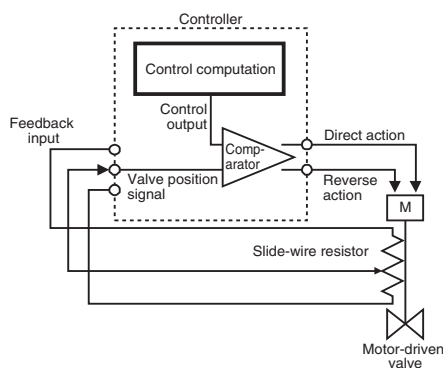 Controller
Control computation
Feedback
input
Control
output
Comp-
arator
Direct action
Valve position
signal
Reverse
action
M
Slide-wire resistor
Motor-driven
valve